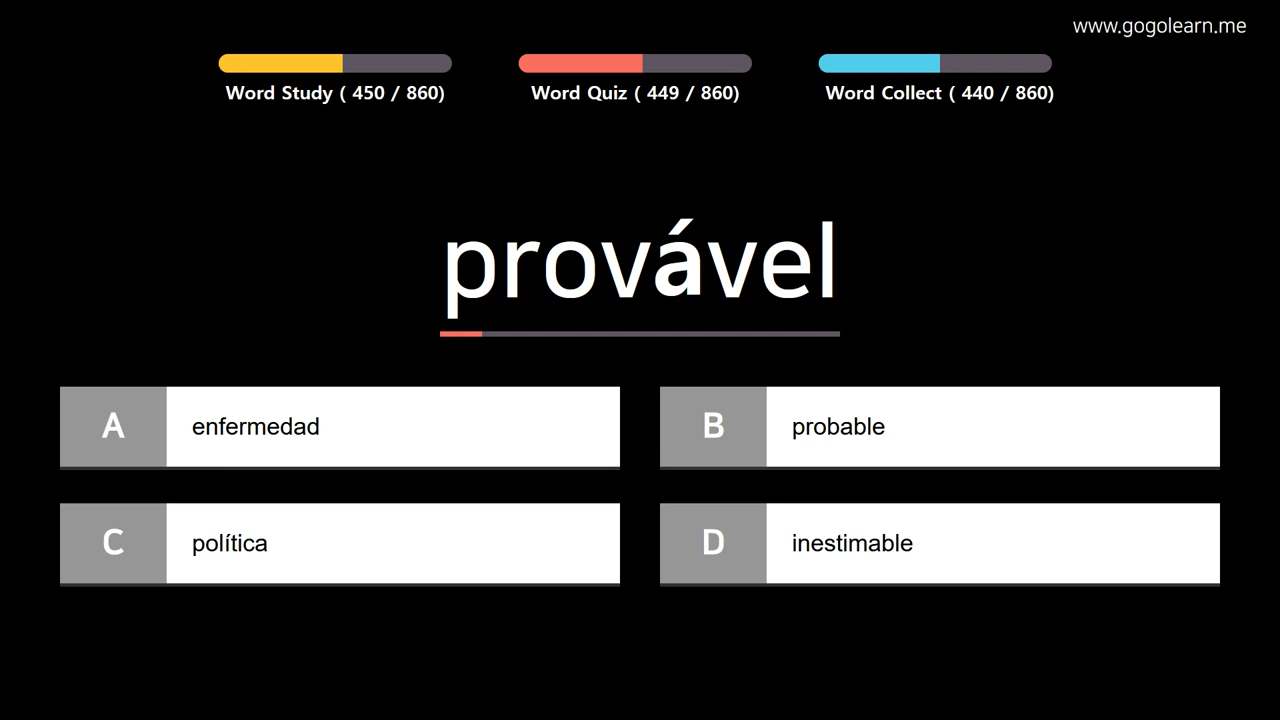 www.gogolearn.me
Word Study ( 450 / 860)
Word Quiz ( 449 / 860)
Word Collect ( 440 / 860)
provável
A enfermedad
B probable
C política
D inestimable